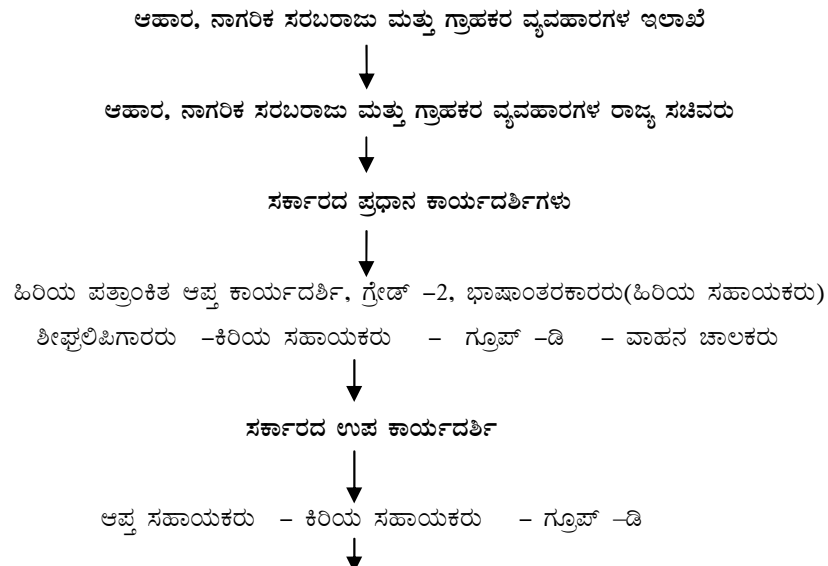 ಆಹಾರ, ನಾಗರಿಕ ಸರಬರಾಜು ಮತ್ತು ಗ್ರಾಹಕರ ವ್ಯವಹಾರಗಳ ಇಲಾಖೆ
ಆಹಾರ, ನಾಗರಿಕ ಸರಬರಾಜು ಮತ್ತು ಗ್ರಾಹಕರ ವ್ಯವಹಾರಗಳ ರಾಜ್ಯ ಸಚಿವರು
ಸರ್ಕಾರದ ಪ್ರಧಾನ ಕಾರ್ಯದರ್ಶಿಗಳು
ಹಿರಿಯ ಪತ್ರಾಂಕಿತ ಆಪ್ತ ಕಾರ್ಯದರ್ಶಿ, ಗ್ರೇಡ್ –2, ಭಾಷಾಂತರಕಾರರು(ಹಿರಿಯ ಸಹಾಯಕರು)
ಶೀಘ್ರಲಿಪಿಗಾರರು –ಕಿರಿಯ ಸಹಾಯಕರು – ಗ್ರೂಪ್ –ಡಿ – ವಾಹನ ಚಾಲಕರು
ಸರ್ಕಾರದ ಉಪ ಕಾರ್ಯದರ್ಶಿ
ಆಪ್ತ ಸಹಾಯಕರು – ಕಿರಿಯ ಸಹಾಯಕರು – ಗ್ರೂಪ್ –ಡಿ